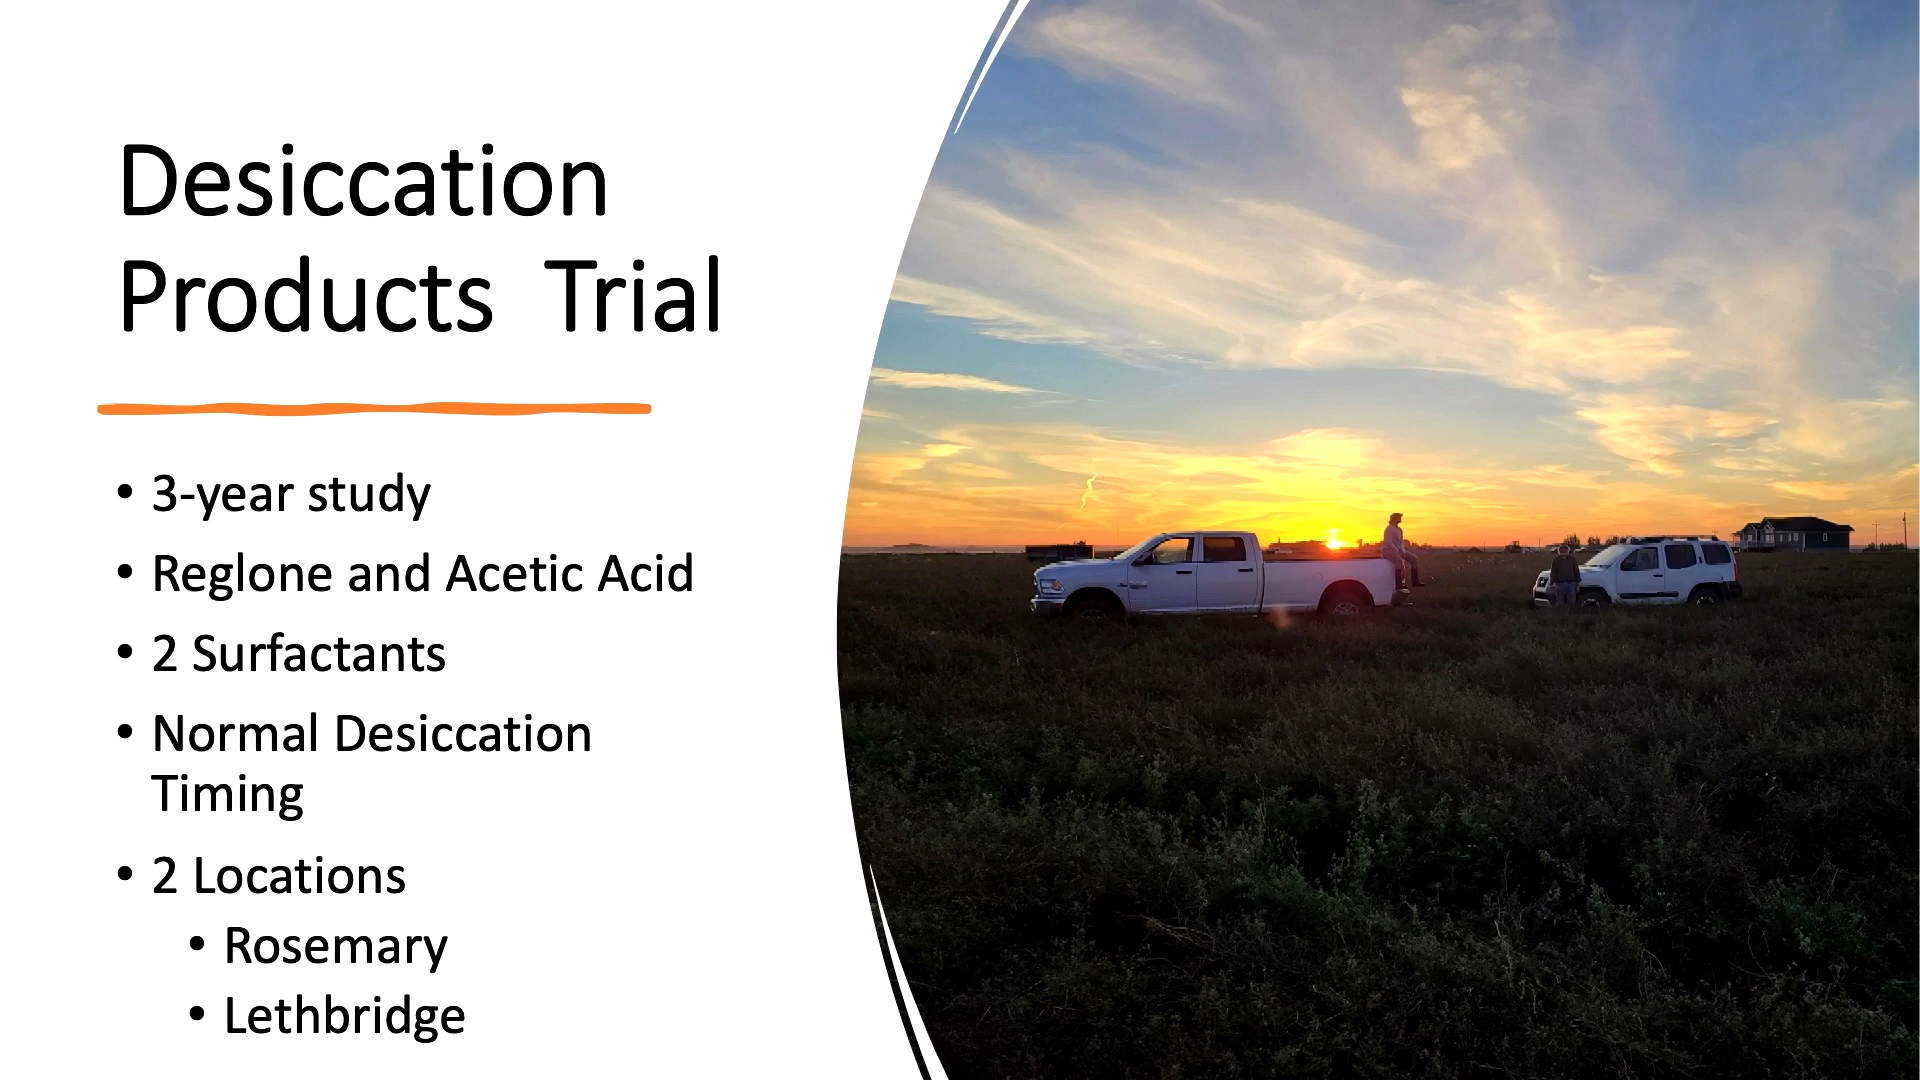 Desiccation
Products  Trial
• 3-year study
• Reglone and Acetic Acid
• 2 Surfactants
• Normal Desiccation
Timing
• 2 Locations
• Rosemary
• Lethbridge